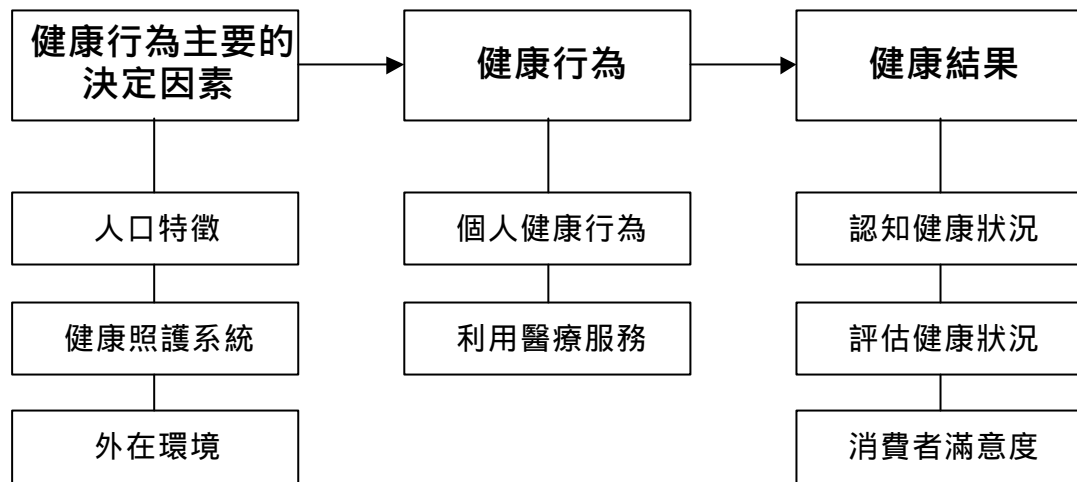 健康行為主要的
決定因素
健康行為
健康結果
人口特徵
個人健康行為
認知健康狀況
健康照護系統
利用醫療服務
評估健康狀況
外在環境
消費者滿意度